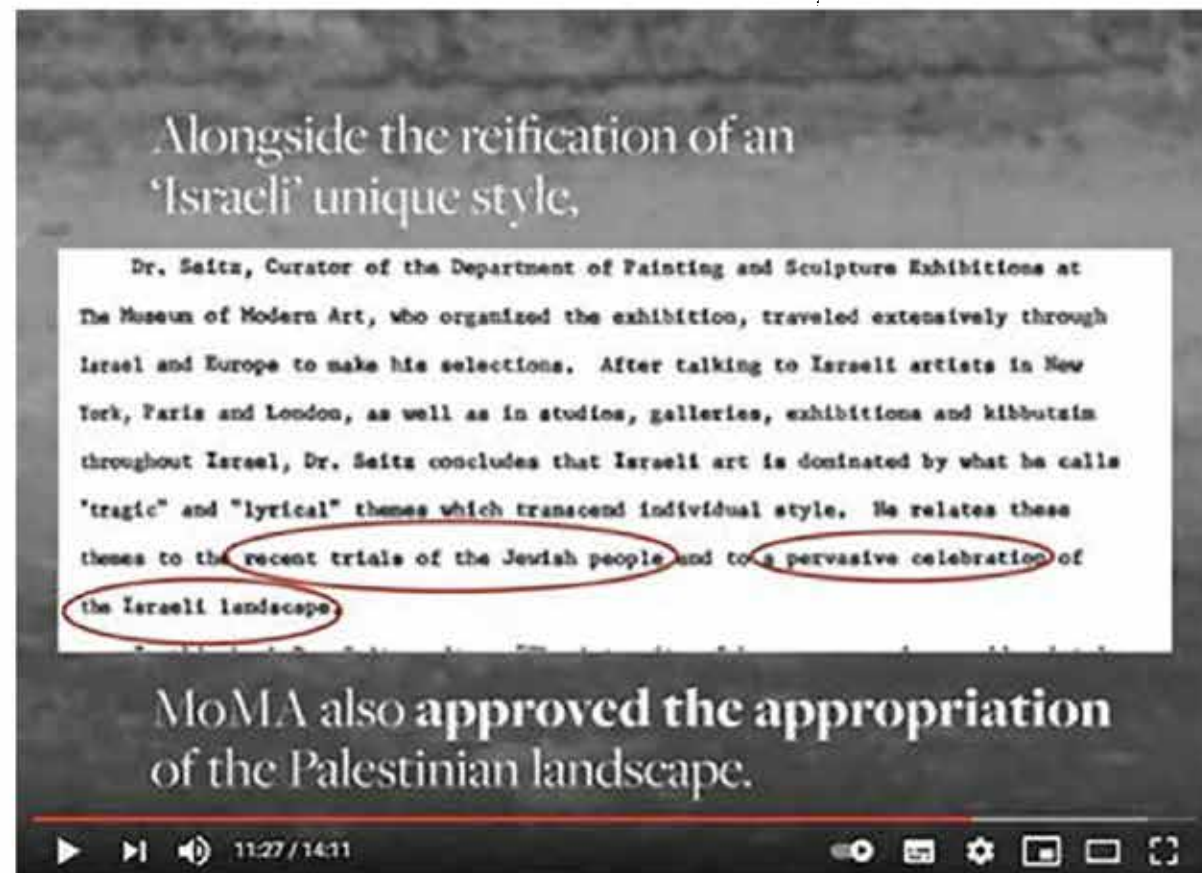 Alongside the reification of an
‘Israeli’ unique style,
Dr. Seitz, Curator of the Department of Painting and Sculpture Exhibitions at
The Museum of Modern Art, who organized the exhibition, traveled extensively through
Israel and Europe to make his selections. After talking to Israeli artists in New
York, Paris and London, as well as in studios, galleries, exhibitions and kibbutzim
throughout Israel, Dr. Seitz concludes that Israeli art is dominated by what he calls
"tragic" and "lyrical" themes which transcend individual style. He relates these
themes to the recent trials of the Jewish people and to a pervasive celebration of
the Israeli landscape.
MoMA also approved the appropriation
of the Palestinian landscape.
11:27 / 14:11